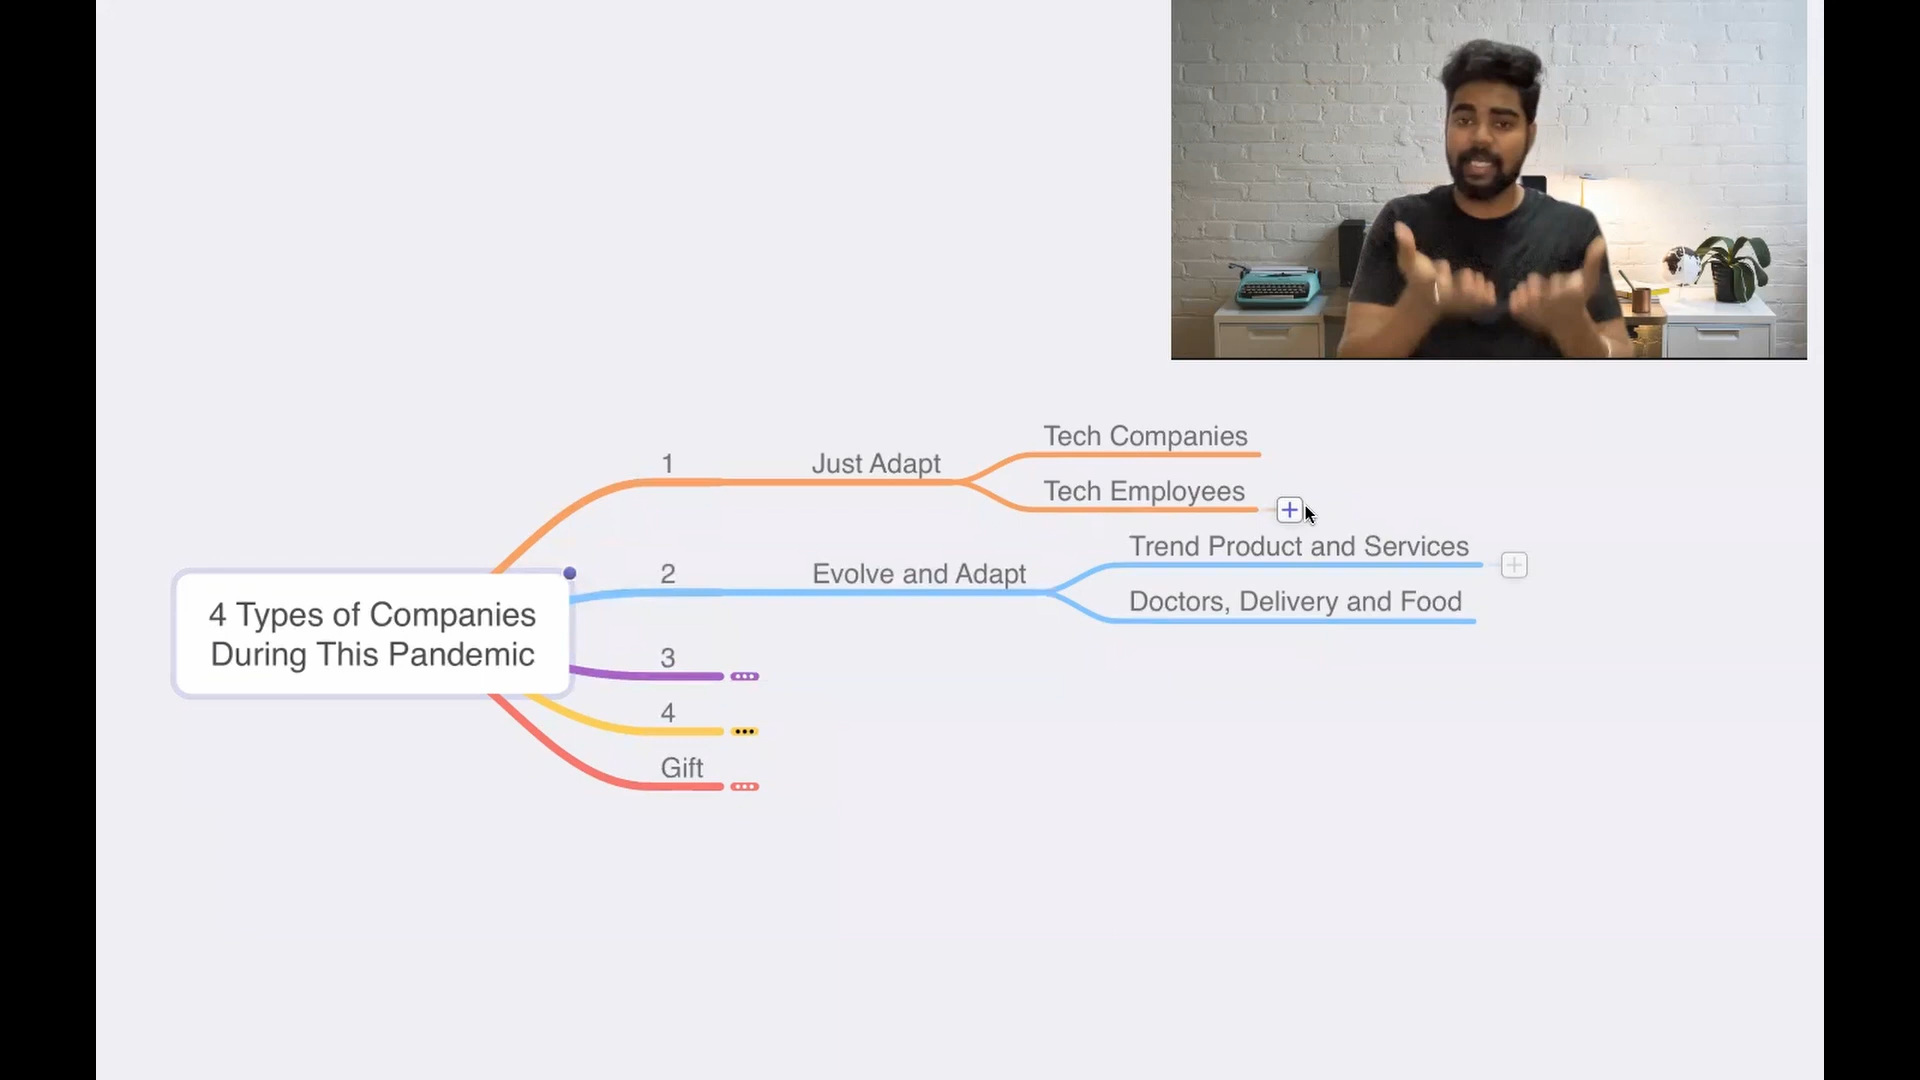 4 Types of Companies
During This Pandemic
1
Just Adapt
Tech Companies
Tech Employees
2
Evolve and Adapt
Trend Product and Services
Doctors, Delivery and Food
3
4
Gift